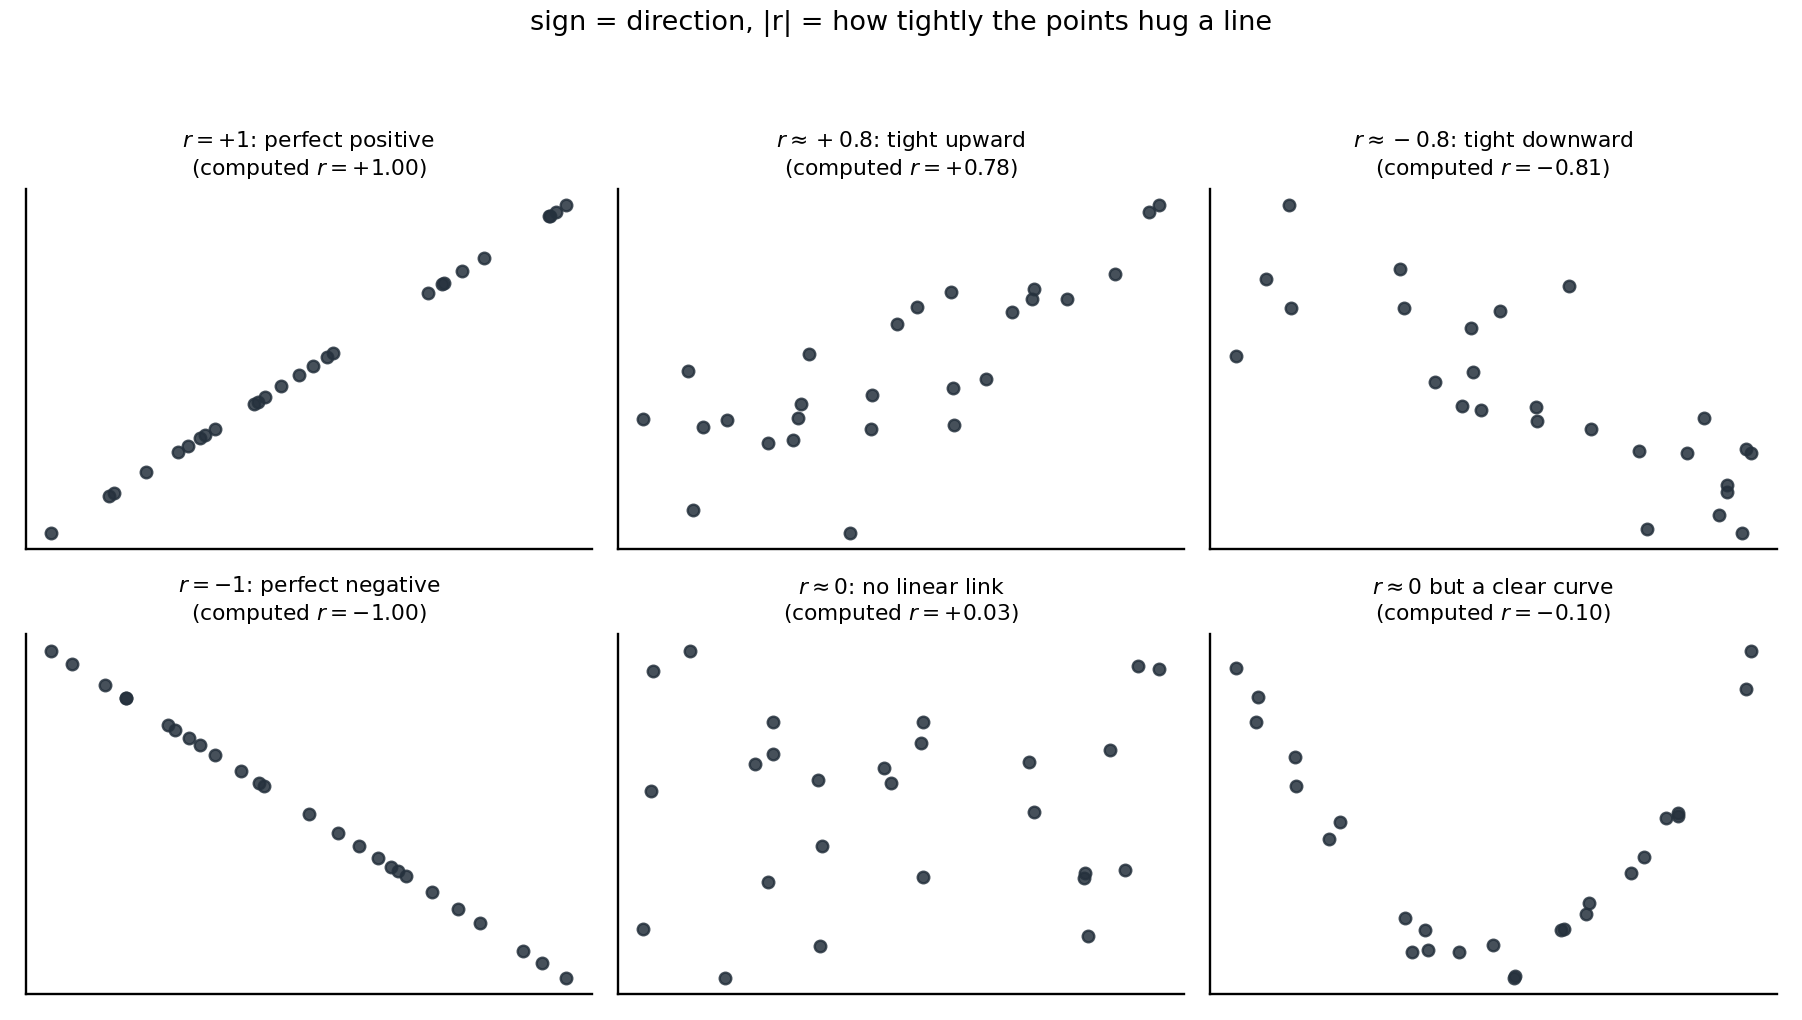 sign = direction, |r| = how tightly the points hug a line
r = +1: perfect positive
(computed r = +1.00)
r ≈ +0.8: tight upward
(computed r = +0.78)
r ≈ −0.8: tight downward
(computed r = −0.81)
r = −1: perfect negative
(computed r = −1.00)
r ≈ 0: no linear link
(computed r = +0.03)
r ≈ 0 but a clear curve
(computed r = −0.10)